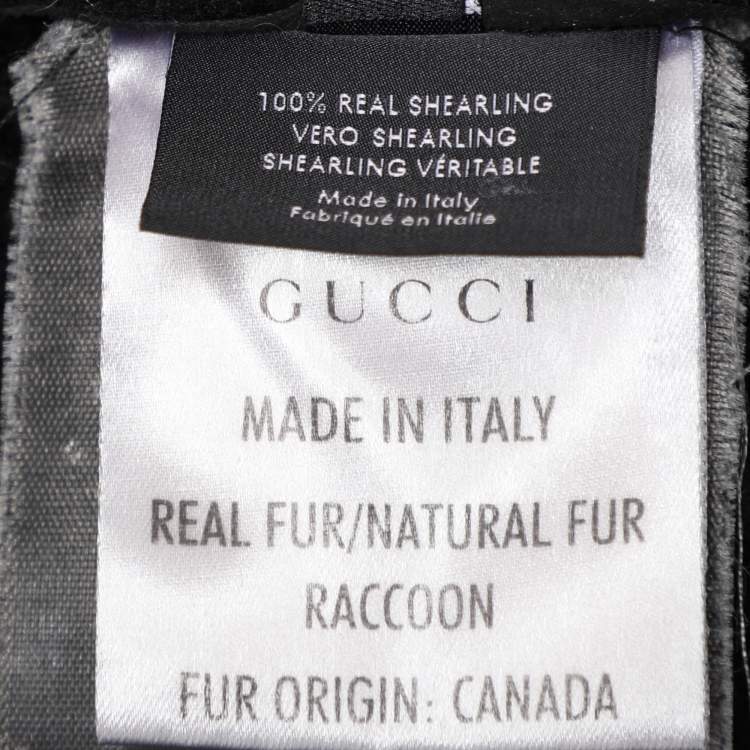 100% REAL SHEARLING
VERO SHEARLING
SHEARLING VÉRITABLE
Made in Italy
Fabriqué en Italie
GUCCI
MADE IN ITALY
REAL FUR/NATURAL FUR
RACCOON
FUR ORIGIN: CANADA